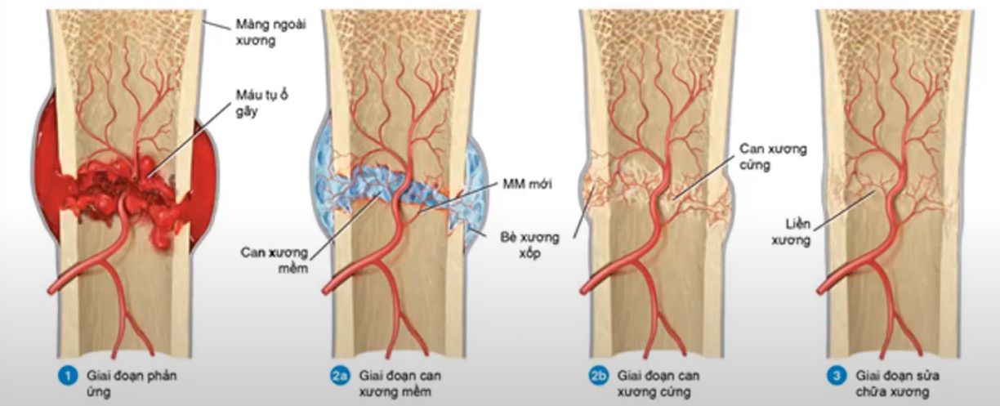 Màng ngoài
xương
Máu tụ ổ
gãy
Can xương
mềm
MM mới
Bè xương
xốp
Can xương
cứng
Liền
xương
1 Giai đoạn phản
ứng
2a Giai đoạn can
xương mềm
2b Giai đoạn can
xương cứng
3 Giai đoạn sửa
chữa xương